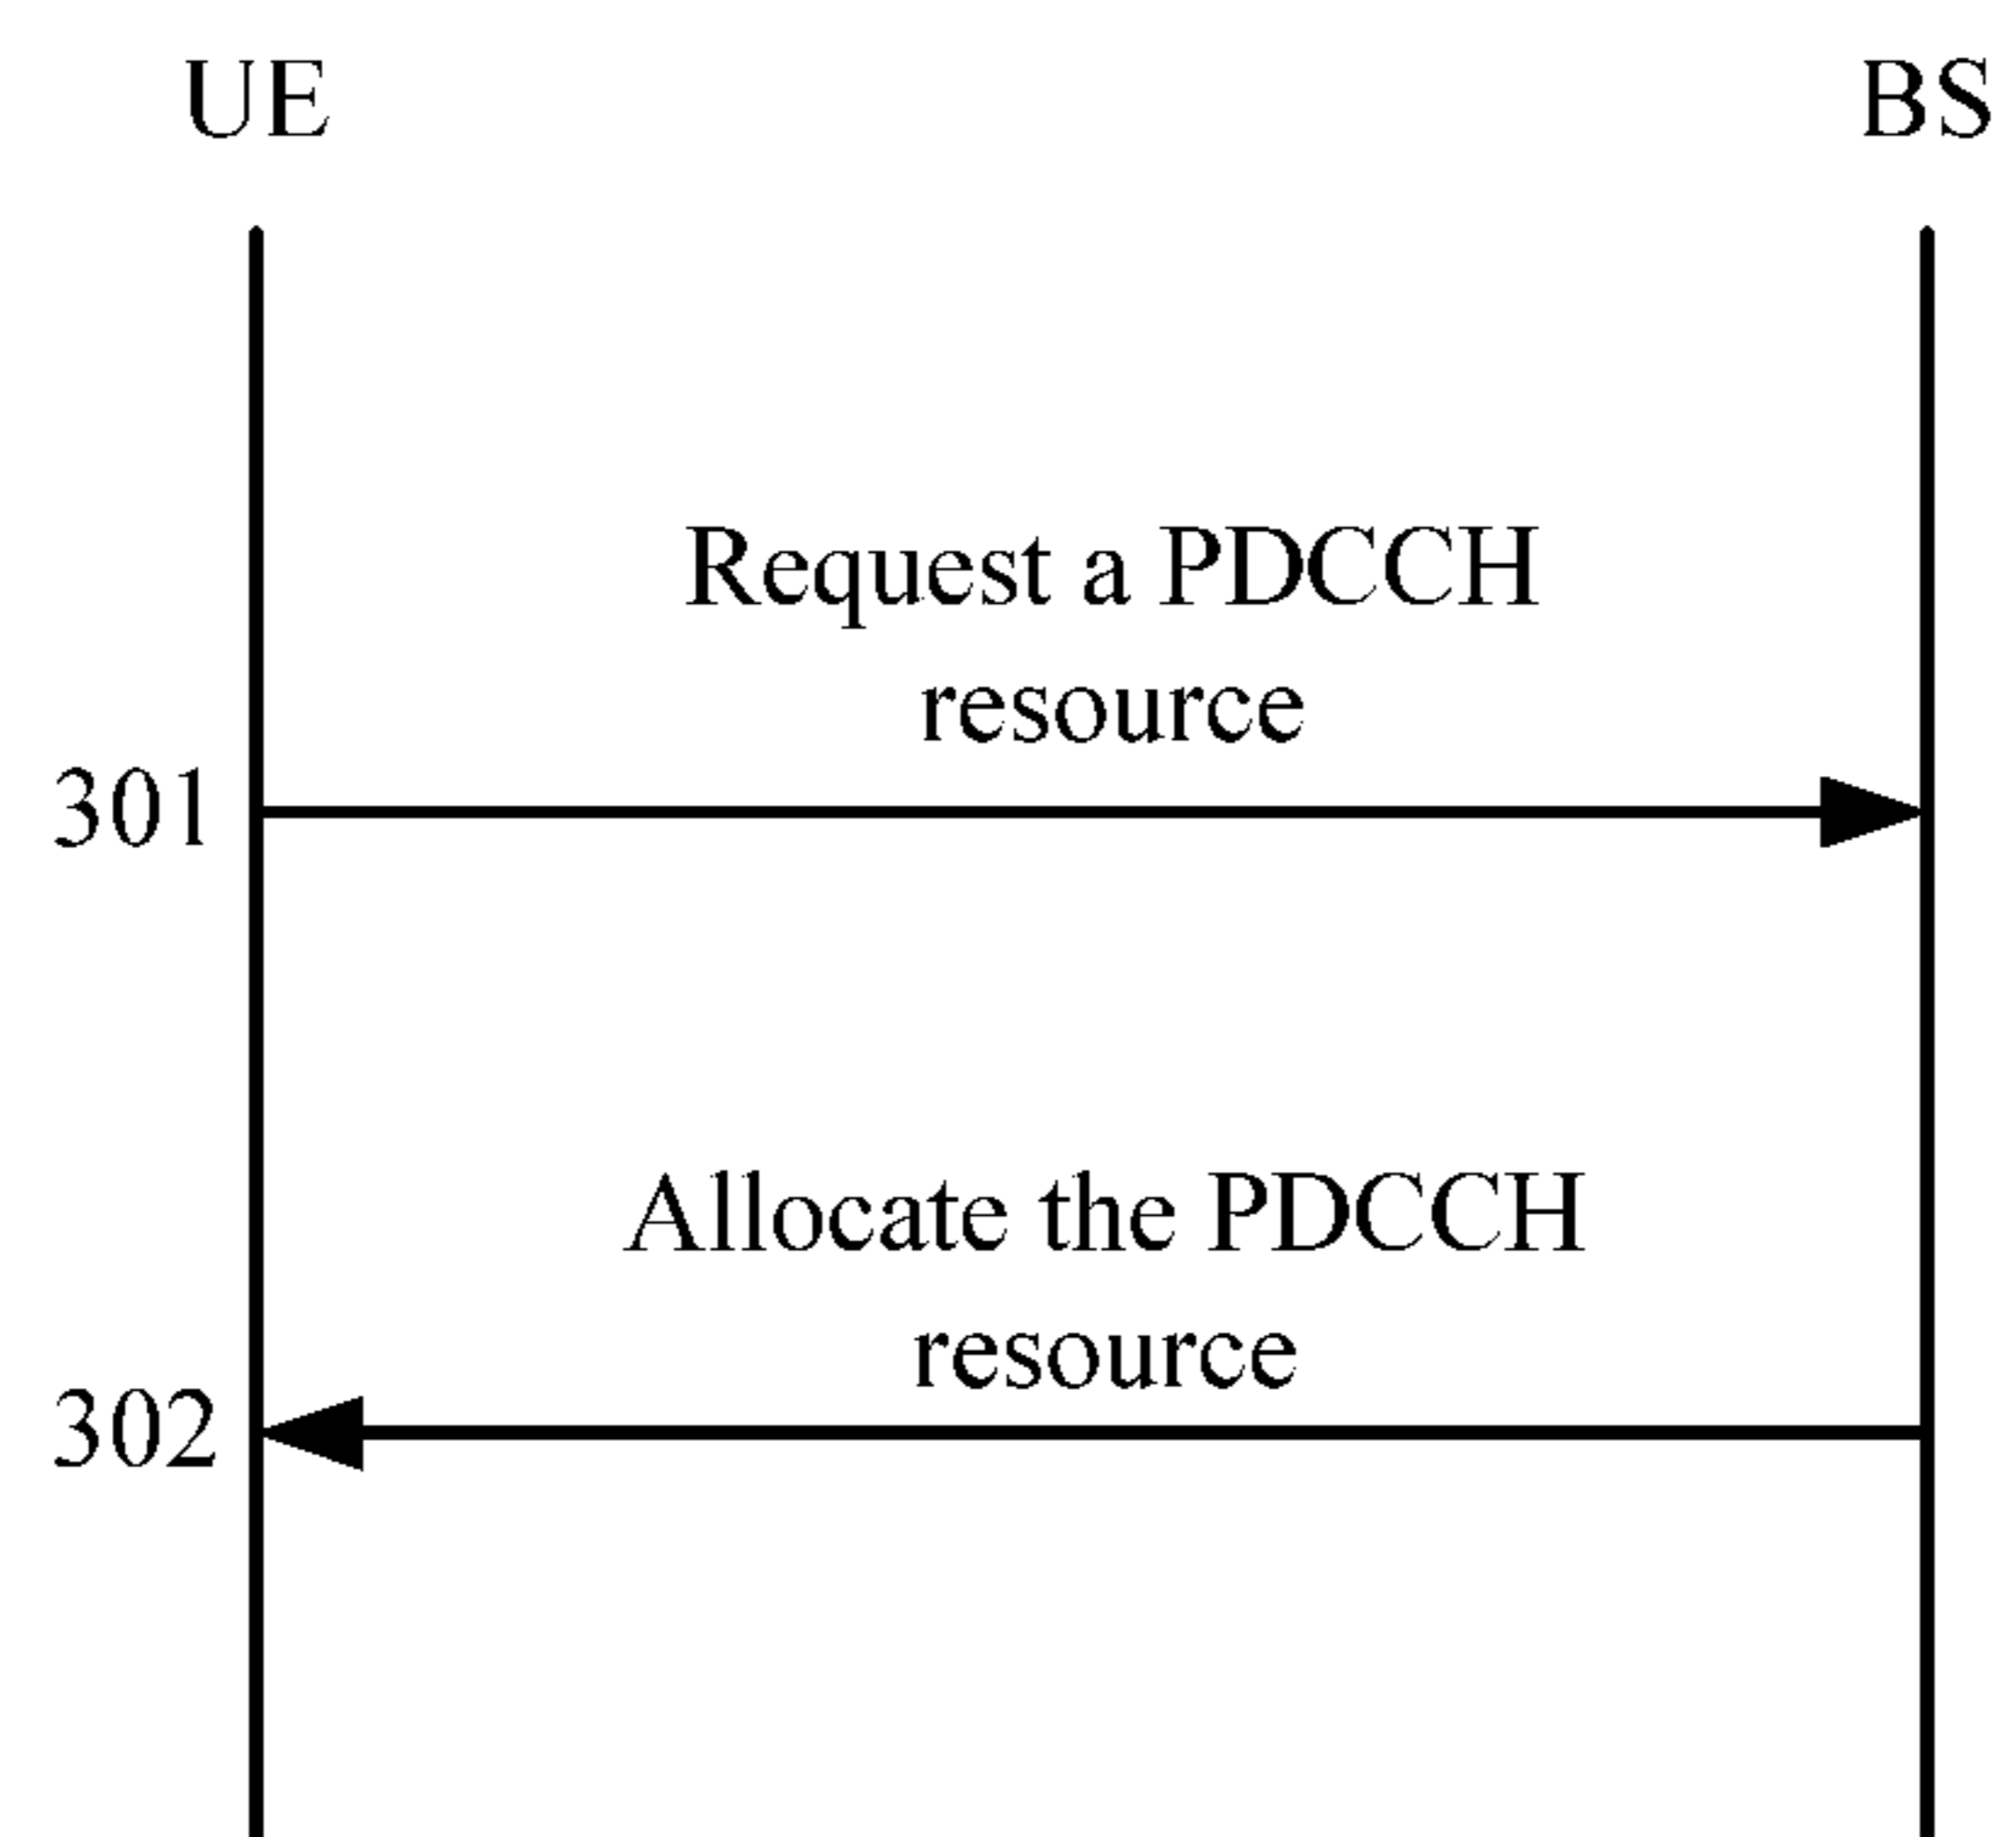 UE
BS
Request a PDCCH
resource
301
Allocate the PDCCH
resource
302